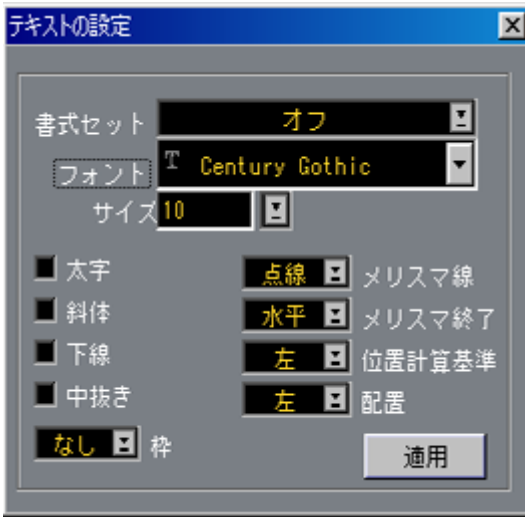 テキストの設定
書式セット オフ
フォント T Century Gothic
サイズ 10
太字 点線 メリスマ線
斜体 水平 メリスマ終了
下線 左 位置計算基準
中抜き 左 配置
なし 枠 適用